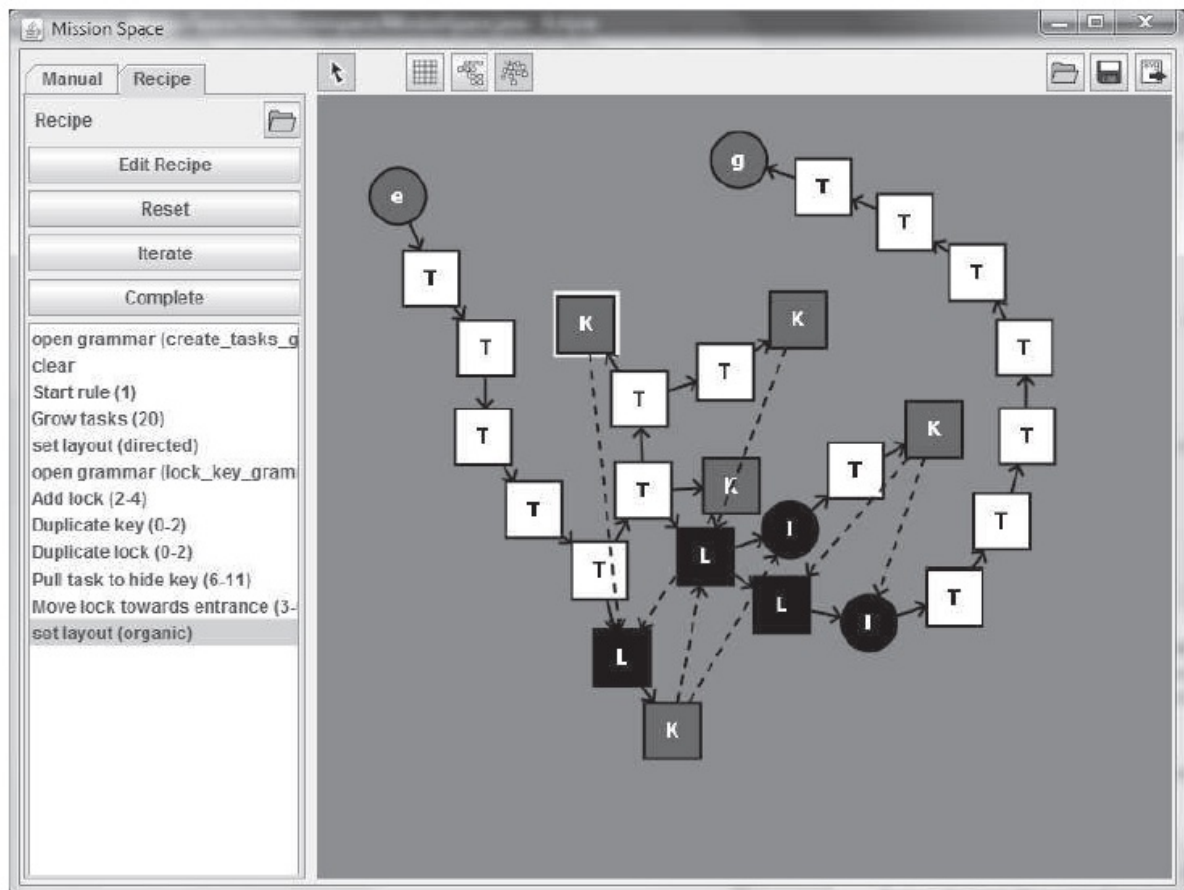 Mission Space
Manual Recipe
Recipe
Edit Recipe
Reset
Iterate
Complete
open grammar (create_tasks_g
clear
Start rule (1)
Grow tasks (20)
set layout (directed)
open grammar (lock_key_gram
Add lock (2-4)
Duplicate key (0-2)
Duplicate lock (0-2)
Pull task to hide key (6-11)
Move lock towards entrance (3-
set layout (organic)
g
T
e
T
T
T
K
K
T
T
T
T
T
K
T
T
T
T
K
T
T
I
L
T
T
L
I
L
K